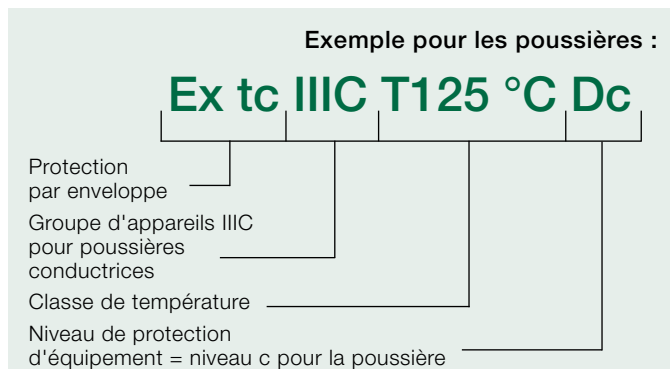 Exemple pour les poussières :
Ex tc IIIC T125 °C Dc
Protection
par enveloppe
Groupe d'appareils IIIC
pour poussières
conductrices
Classe de température
Niveau de protection
d'équipement = niveau c pour la poussière